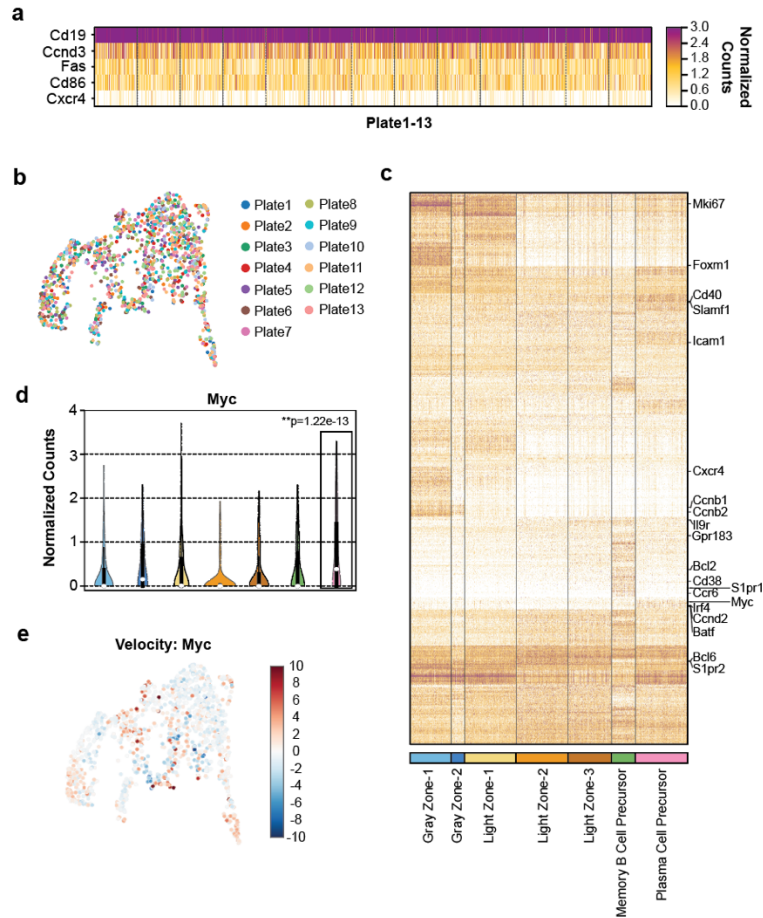 a
Cd19
Ccnd3
Fas
Cd86
Cxcr4
3.0
2.4
1.8
1.2
0.6
0.0
Normalized
Counts
Plate1-13
b
Plate1
Plate2
Plate3
Plate4
Plate5
Plate6
Plate7
Plate8
Plate9
Plate10
Plate11
Plate12
Plate13
c
Mki67
Foxm1
Cd40
Slamf1
Icam1
Cxcr4
Ccnb1
Ccnb2
Il9r
Gpr183
Bcl2
Cd38
S1pr1
Ccr6
Myc
Irf4
Ccnd2
Batf
Bcl6
S1pr2
Gray Zone-1
Gray Zone-2
Light Zone-1
Light Zone-2
Light Zone-3
Memory B Cell Precursor
Plasma Cell Precursor
d
Myc
**p=1.22e-13
Normalized Counts
4
3
2
1
0
e
Velocity: Myc
10
8
6
4
2
0
-2
-4
-6
-8
-10